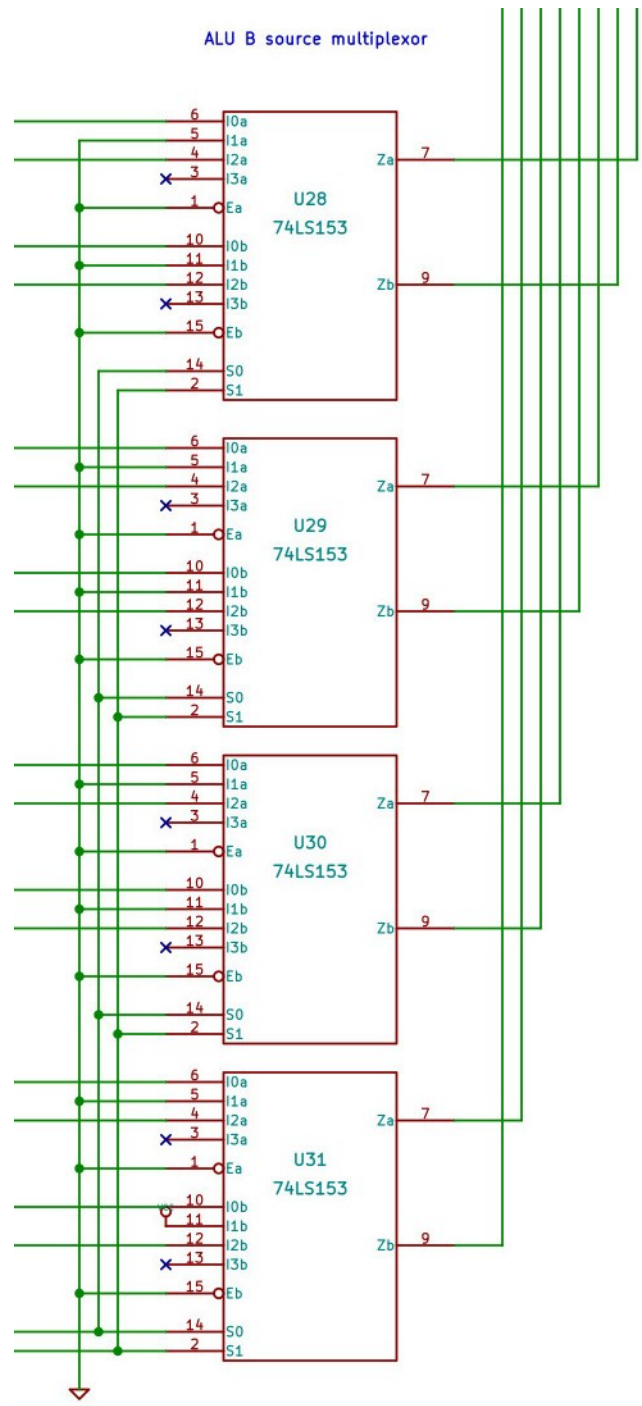 ALU B source multiplexor
6 I0a
5 I1a
4 I2a
3 I3a
1 Ea
10 I0b
11 I1b
12 I2b
13 I3b
15 Eb
14 S0
2 S1
U28
74LS153
Za 7
Zb 9
6 I0a
5 I1a
4 I2a
3 I3a
1 Ea
10 I0b
11 I1b
12 I2b
13 I3b
15 Eb
14 S0
2 S1
U29
74LS153
Za 7
Zb 9
6 I0a
5 I1a
4 I2a
3 I3a
1 Ea
10 I0b
11 I1b
12 I2b
13 I3b
15 Eb
14 S0
2 S1
U30
74LS153
Za 7
Zb 9
6 I0a
5 I1a
4 I2a
3 I3a
1 Ea
10 I0b
11 I1b
12 I2b
13 I3b
15 Eb
14 S0
2 S1
U31
74LS153
Za 7
Zb 9